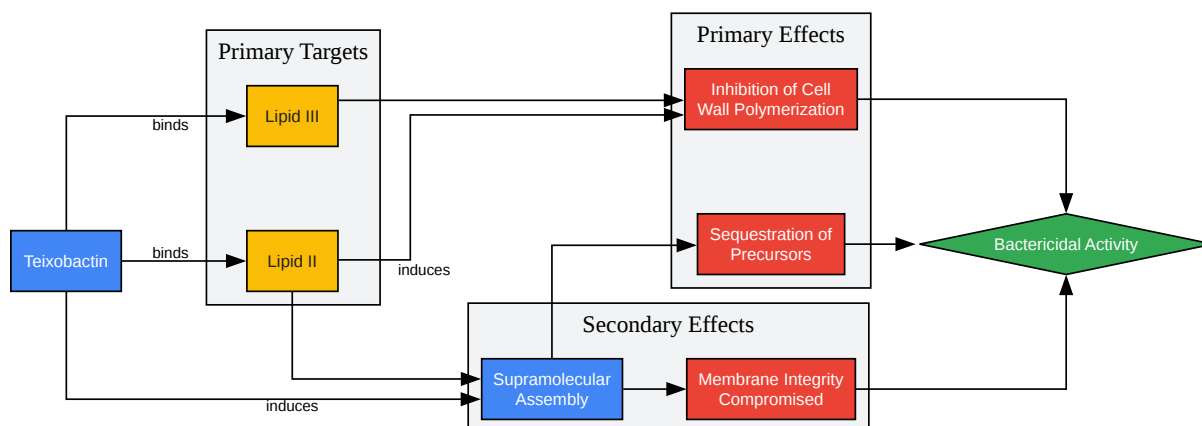 Primary Targets
Primary Effects
Lipid III
Inhibition of Cell
Wall Polymerization
binds
Teixobactin
binds
Lipid II
induces
Sequestration of
Precursors
Bactericidal Activity
Secondary Effects
Supramolecular
Assembly
Membrane Integrity
Compromised
induces